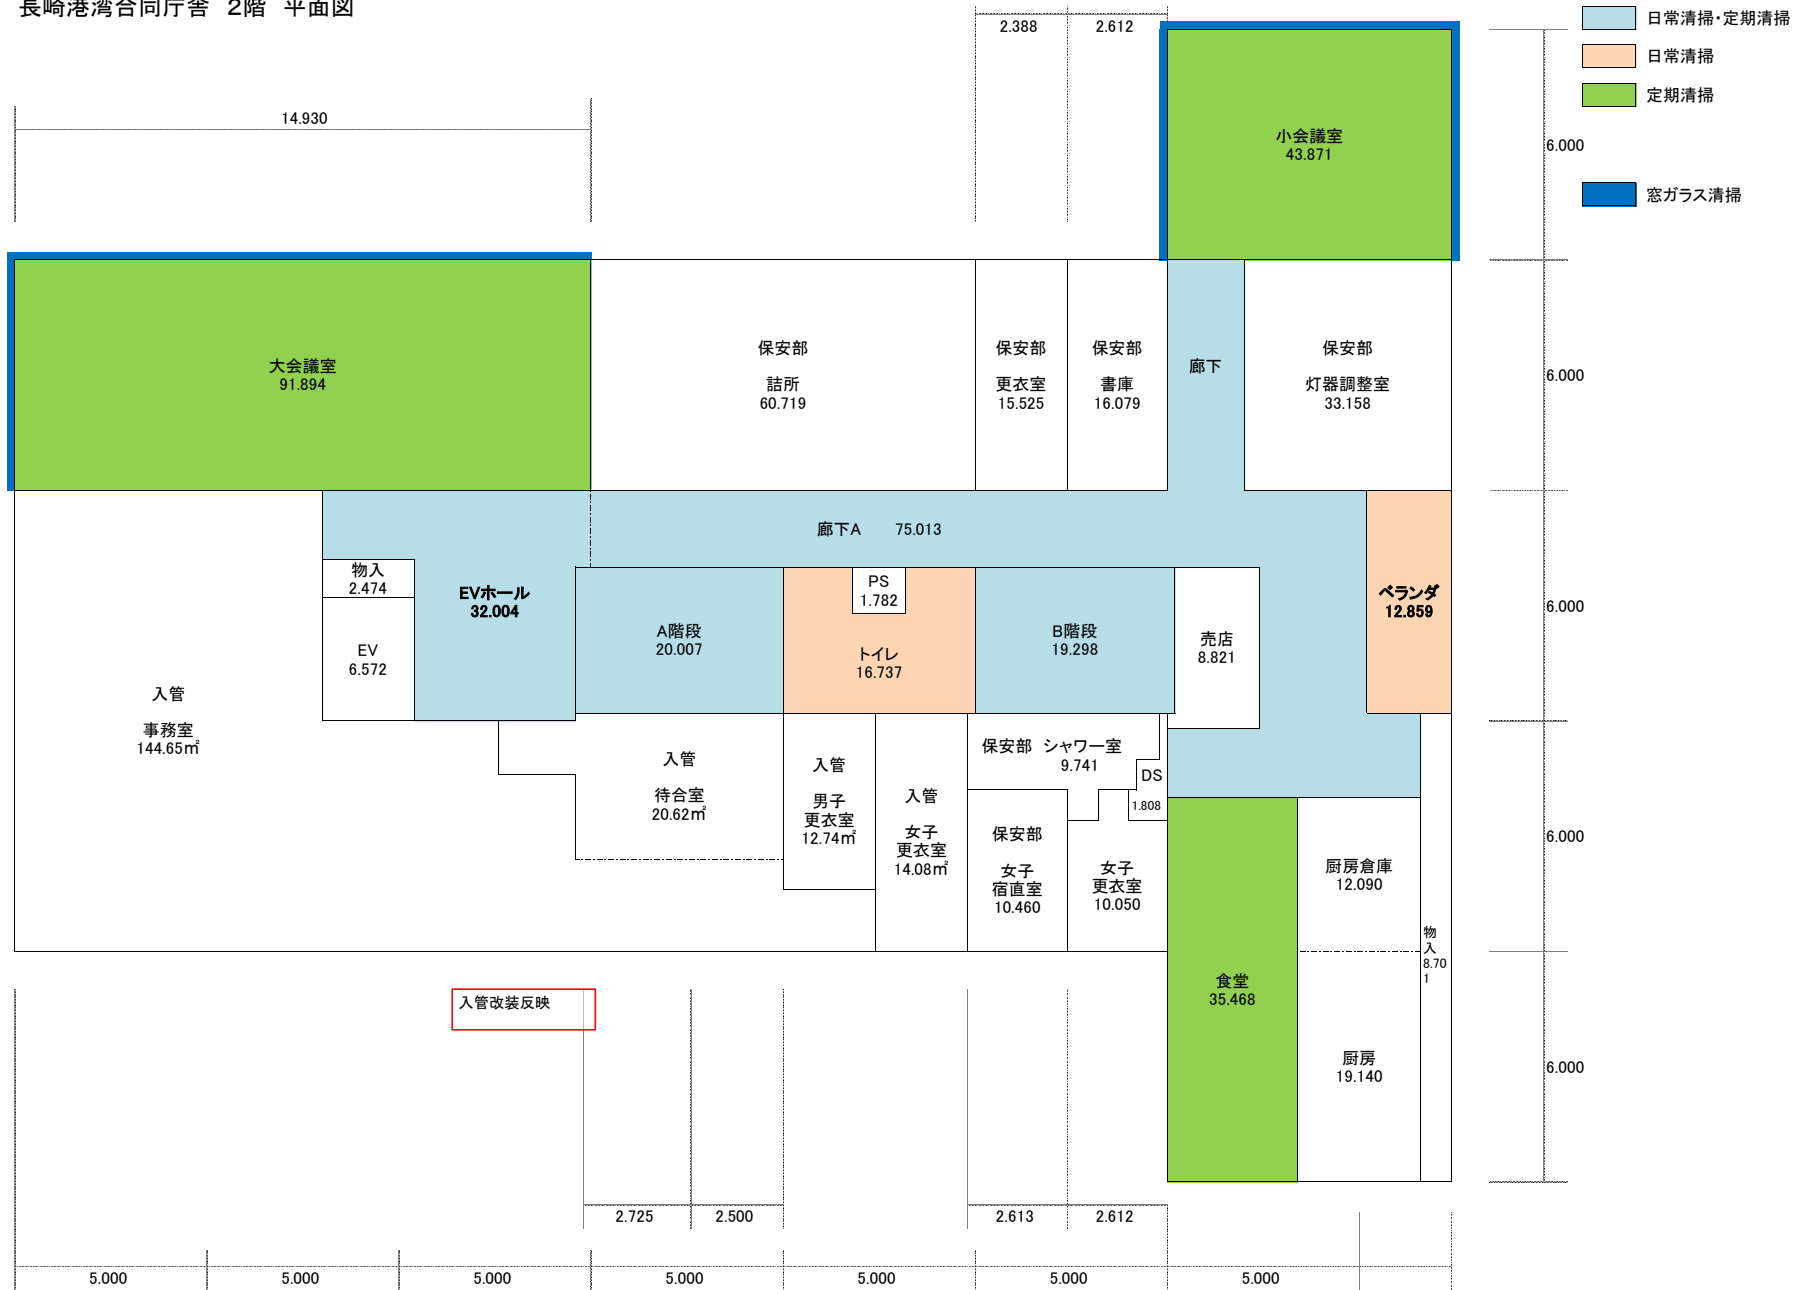 長崎港湾合同庁舎 2階 平面図
日常清掃・定期清掃
日常清掃
定期清掃
窓ガラス清掃
2.388
2.612
14.930
6.000
6.000
6.000
6.000
6.000
小会議室
43.871
大会議室
91.894
保安部
詰所
60.719
保安部
更衣室
15.525
保安部
書庫
16.079
廊下
保安部
灯器調整室
33.158
廊下A 75.013
物入
2.474
EV
6.572
EVホール
32.004
A階段
20.007
PS
1.782
トイレ
16.737
B階段
19.298
売店
8.821
ベランダ
12.859
入管
事務室
144.65㎡
入管
待合室
20.62㎡
入管
男子
更衣室
12.74㎡
入管
女子
更衣室
14.08㎡
保安部 シャワー室
9.741
DS
1.808
保安部
女子
宿直室
10.460
女子
更衣室
10.050
食堂
35.468
厨房倉庫
12.090
厨房
19.140
物
入
8.70
1
入管改装反映
2.725
2.500
2.613
2.612
5.000
5.000
5.000
5.000
5.000
5.000
5.000